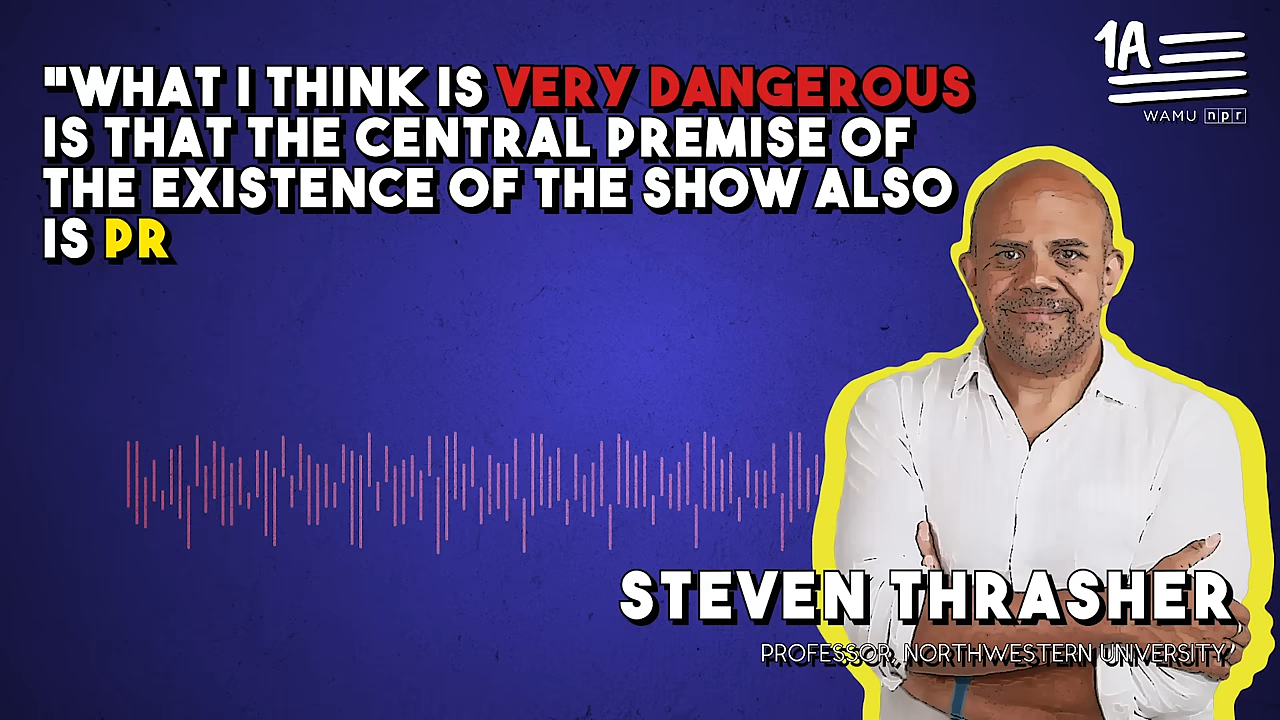 1A
WAMU npr
"WHAT I THINK IS VERY DANGEROUS
IS THAT THE CENTRAL PREMISE OF
THE EXISTENCE OF THE SHOW ALSO
IS PR
STEVEN THRASHER
PROFESSOR, NORTHWESTERN UNIVERSITY